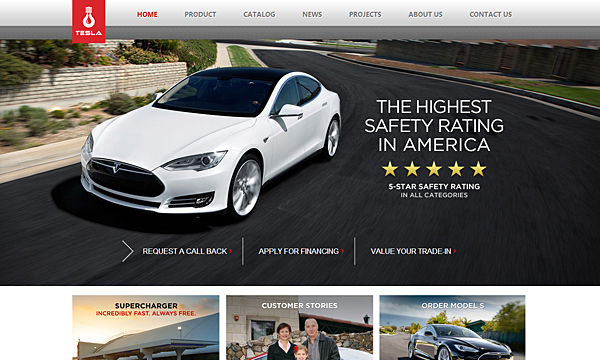 TESLA
HOME PRODUCT CATALOG NEWS PROJECTS ABOUT US CONTACT US
THE HIGHEST
SAFETY RATING
IN AMERICA
5-STAR SAFETY RATING
IN ALL CATEGORIES
REQUEST A CALL BACK APPLY FOR FINANCING VALUE YOUR TRADE-IN
SUPERCHARGER CUSTOMER STORIES ORDER MODEL S
INCREDIBLY FAST. ALWAYS FREE.